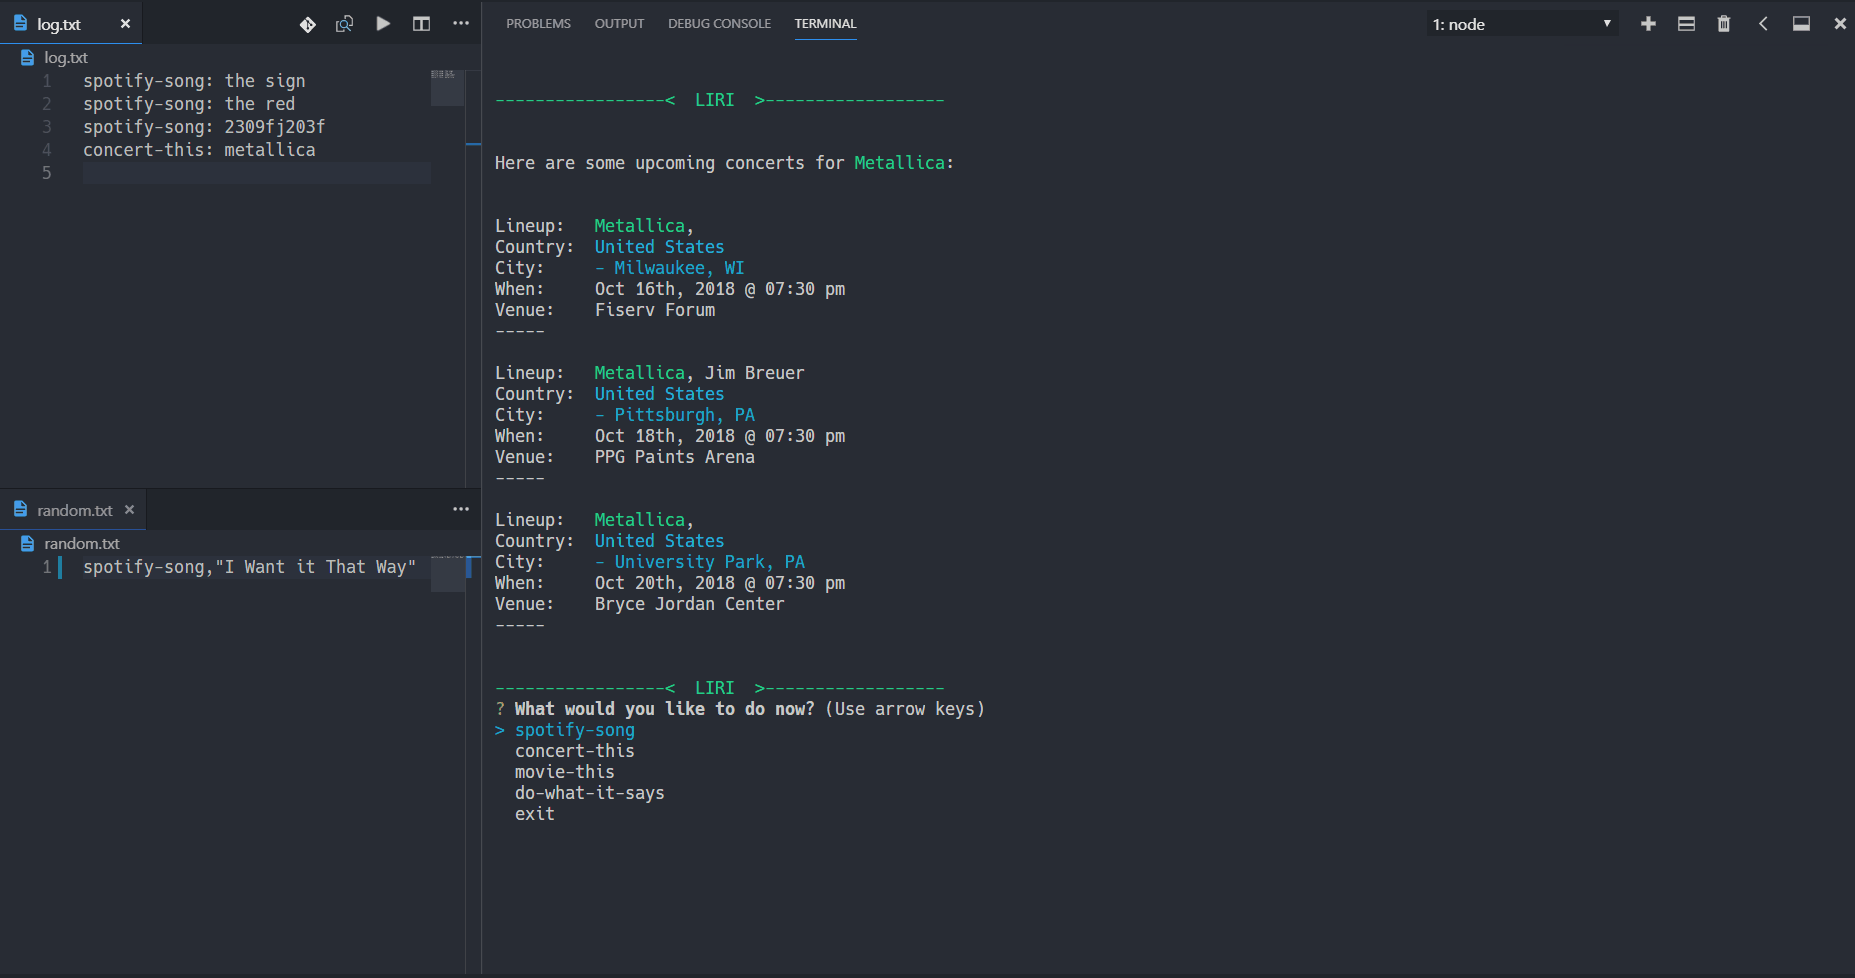 log.txt
log.txt
1 spotify-song: the sign
2 spotify-song: the red
3 spotify-song: 2309fj203f
4 concert-this: metallica
5
random.txt
random.txt
1 spotify-song,"I Want it That Way"
PROBLEMS OUTPUT DEBUG CONSOLE TERMINAL 1: node
-----------------< LIRI >------------------
Here are some upcoming concerts for Metallica:
Lineup: Metallica,
Country: United States
City: - Milwaukee, WI
When: Oct 16th, 2018 @ 07:30 pm
Venue: Fiserv Forum
-----
Lineup: Metallica, Jim Breuer
Country: United States
City: - Pittsburgh, PA
When: Oct 18th, 2018 @ 07:30 pm
Venue: PPG Paints Arena
-----
Lineup: Metallica,
Country: United States
City: - University Park, PA
When: Oct 20th, 2018 @ 07:30 pm
Venue: Bryce Jordan Center
-----
-----------------< LIRI >------------------
? What would you like to do now? (Use arrow keys)
> spotify-song
concert-this
movie-this
do-what-it-says
exit